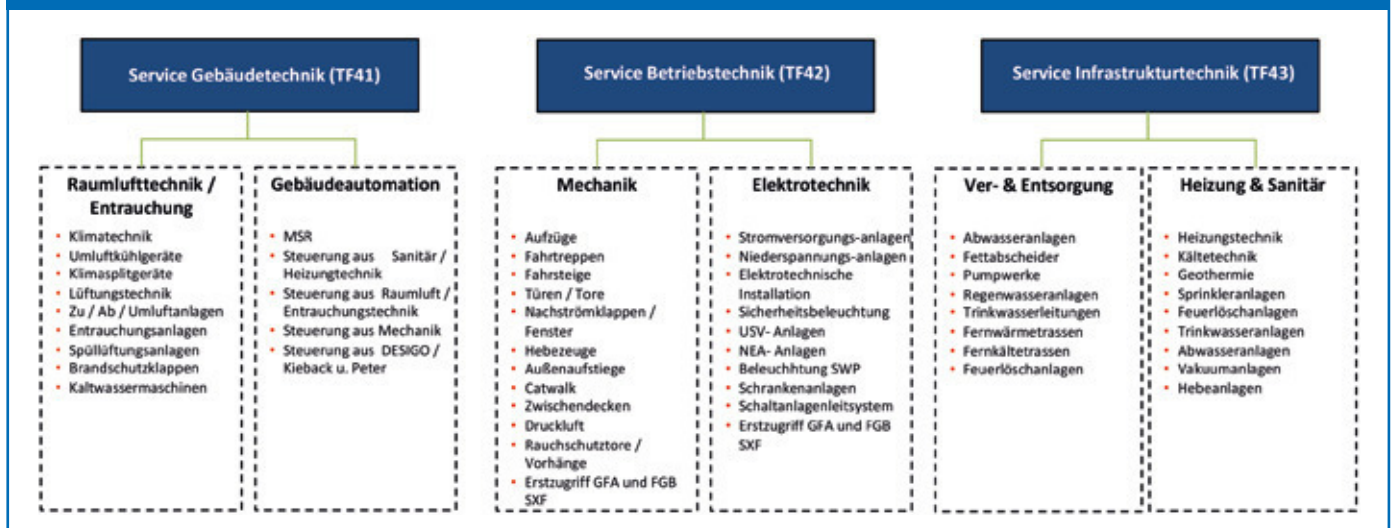 Service Gebäudetechnik (TF41)
Raumlufttechnik /
Entrauchung
• Klimatechnik
• Umluftkühlgeräte
• Klimasplitgeräte
• Lüftungstechnik
• Zu / Ab / Umluftanlagen
• Entrauchungsanlagen
• Spüllüftungsanlagen
• Brandschutzklappen
• Kaltwassermaschinen
Gebäudeautomation
• MSR
• Steuerung aus Sanitär /
Heizungtechnik
• Steuerung aus Raumluft /
Entrauchungstechnik
• Steuerung aus Mechanik
• Steuerung aus DESIGO /
Kieback u. Peter
Service Betriebstechnik (TF42)
Mechanik
• Aufzüge
• Fahrtreppen
• Fahrsteige
• Türen / Tore
• Nachströmklappen /
Fenster
• Hebezeuge
• Außenaufstiege
• Catwalk
• Zwischendecken
• Druckluft
• Rauchschutztore /
Vorhänge
• Erstzugriff GFA und FGB
SXF
Elektrotechnik
• Stromversorgungs-anlagen
• Niederspannungs-anlagen
• Elektrotechnische
Installation
• Sicherheitsbeleuchtung
• USV- Anlagen
• NEA- Anlagen
• Beleuchhtung SWP
• Schrankenanlagen
• Schaltanlagenleitsystem
• Erstzugriff GFA und FGB
SXF
Service Infrastrukturtechnik (TF43)
Ver- & Entsorgung
• Abwasseranlagen
• Fettabscheider
• Pumpwerke
• Regenwasseranlagen
• Trinkwasserleitungen
• Fernwärmetrassen
• Fernkältetrassen
• Feuerlöschanlagen
Heizung & Sanitär
• Heizungstechnik
• Kältetechnik
• Geothermie
• Sprinkleranlagen
• Feuerlöschanlagen
• Trinkwasseranlagen
• Abwasseranlagen
• Vakuumanlagen
• Hebeanlagen